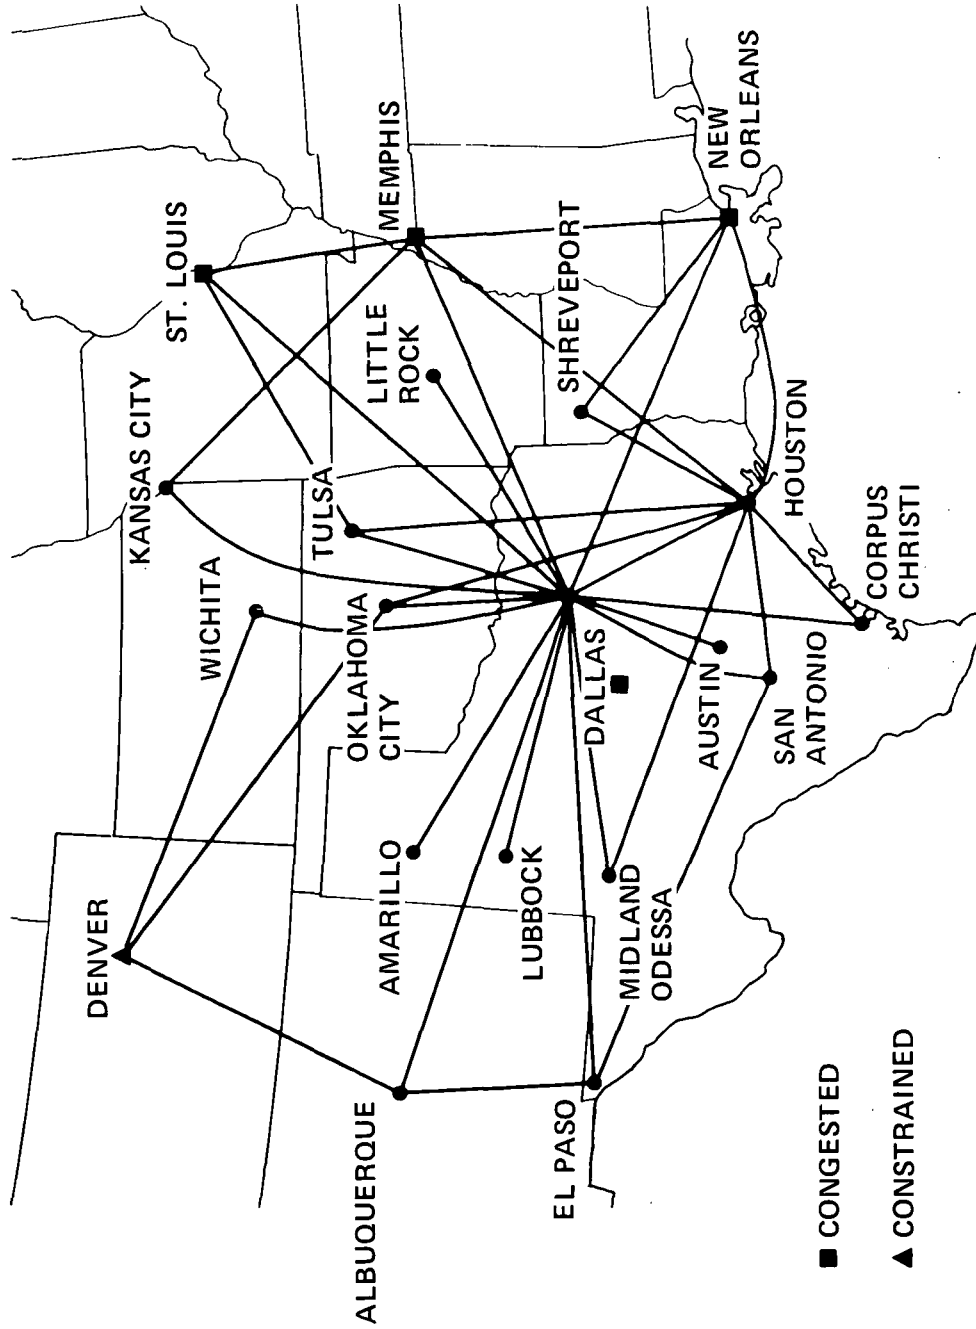 DENVER
KANSAS CITY
ST. LOUIS
WICHITA
TULSA
MEMPHIS
LITTLE
ROCK
OKLAHOMA
CITY
AMARILLO
ALBUQUERQUE
LUBBOCK
SHREVEPORT
DALLAS
EL PASO
MIDLAND
ODESSA
AUSTIN
NEW
ORLEANS
SAN
ANTONIO
HOUSTON
CORPUS
CHRISTI
■ CONGESTED
▲ CONSTRAINED